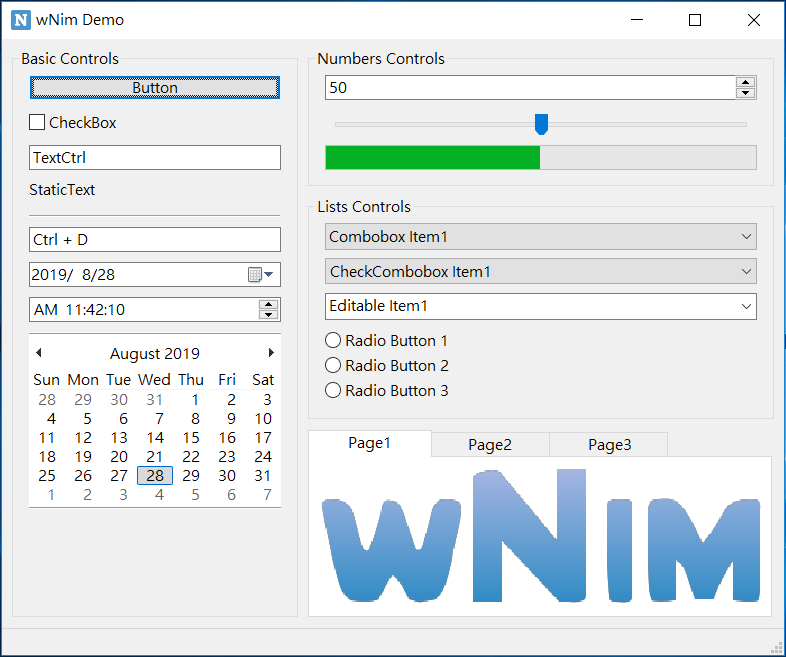 wNim Demo
Basic Controls
Button
CheckBox
TextCtrl
StaticText
Ctrl + D
2019/ 8/28
AM 11:42:10
August 2019
Sun Mon Tue Wed Thu Fri Sat
28 29 30 31 1 2 3
4 5 6 7 8 9 10
11 12 13 14 15 16 17
18 19 20 21 22 23 24
25 26 27 28 29 30 31
1 2 3 4 5 6 7
Numbers Controls
50
Lists Controls
Combobox Item1
CheckCombobox Item1
Editable Item1
Radio Button 1
Radio Button 2
Radio Button 3
Page1 Page2 Page3
wNim